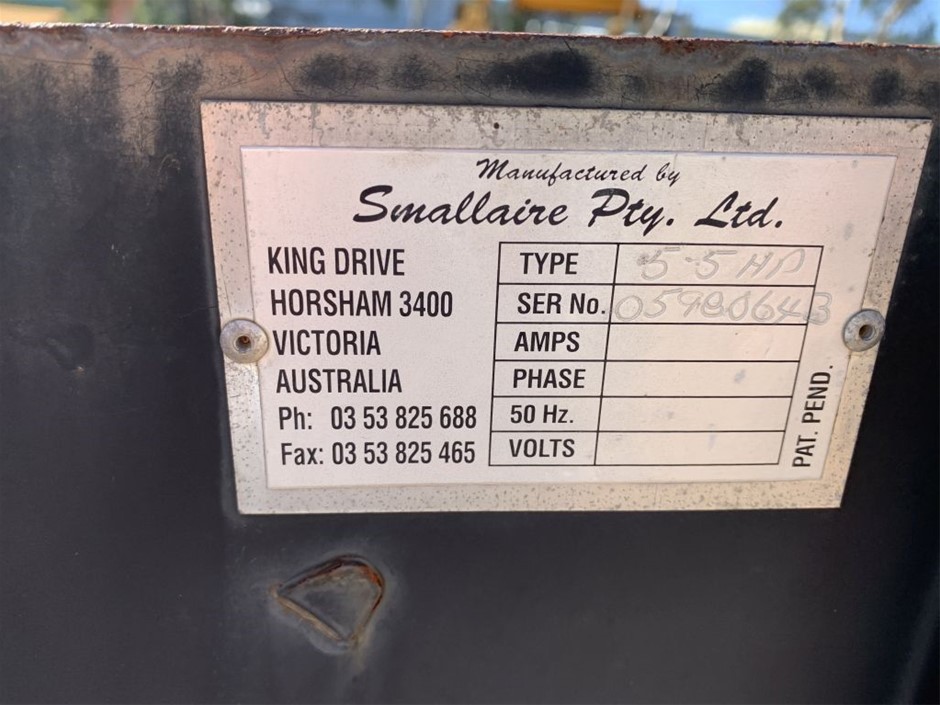 Manufactured by
Smallaire Pty. Ltd.
KING DRIVE
HORSHAM 3400
VICTORIA
AUSTRALIA
Ph: 03 53 825 688
Fax: 03 53 825 465
TYPE 5.5 HP
SER No.
AMPS
PHASE
50 Hz.
VOLTS
PAT. PEND.